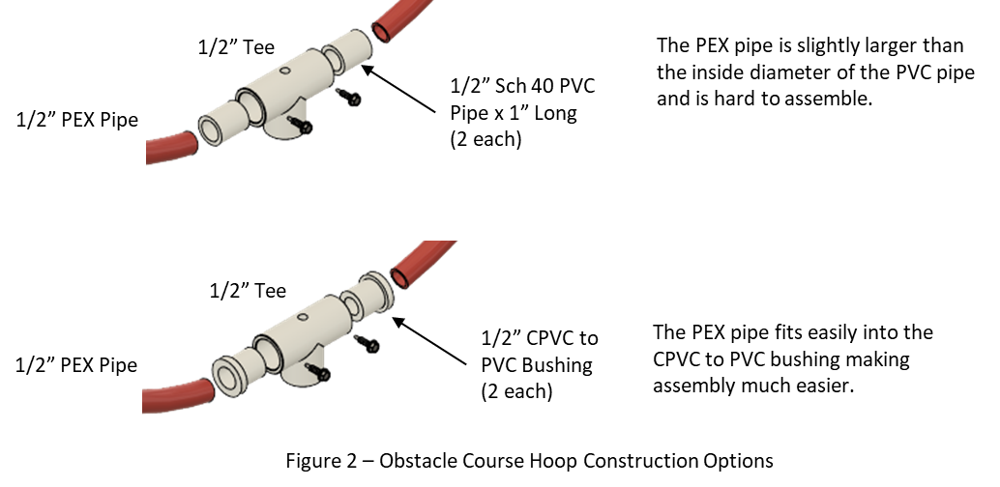 1/2” Tee
1/2” PEX Pipe
1/2” Sch 40 PVC
Pipe x 1” Long
(2 each)
The PEX pipe is slightly larger than
the inside diameter of the PVC pipe
and is hard to assemble.
1/2” Tee
1/2” PEX Pipe
1/2” CPVC to
PVC Bushing
(2 each)
The PEX pipe fits easily into the
CPVC to PVC bushing making
assembly much easier.
Figure 2 – Obstacle Course Hoop Construction Options